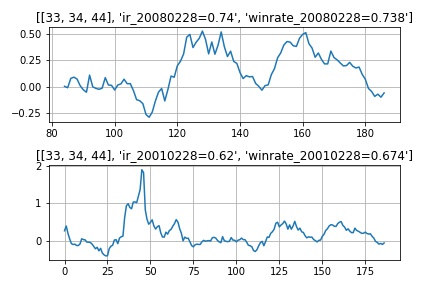 [[33, 34, 44], 'ir_20080228=0.74', 'winrate_20080228=0.738']
0.50
0.25
0.00
−0.25
80 100 120 140 160 180
[[33, 34, 44], 'ir_20010228=0.62', 'winrate_20010228=0.674']
2
1
0
0 25 50 75 100 125 150 175